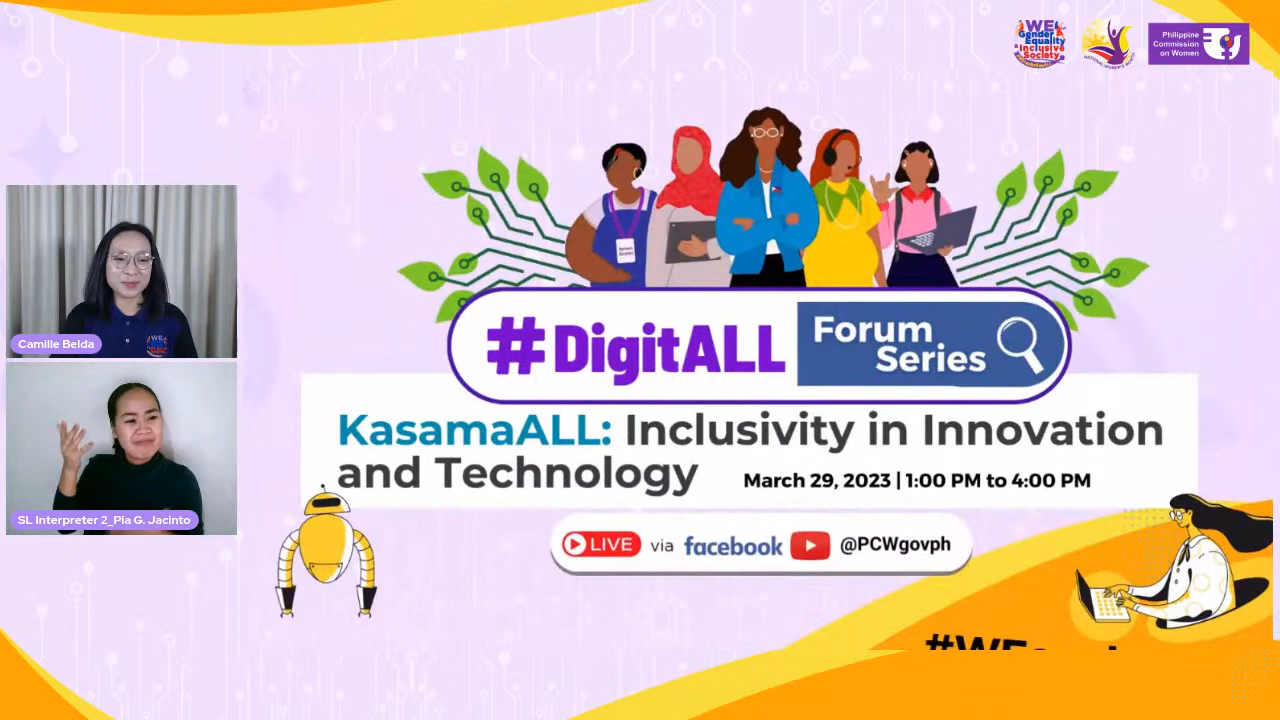 WE
Gender
Equality
Inclusive
Society
Philippine
Commission
on Women
#DigitALL
Forum
Series
KasamaALL: Inclusivity in Innovation
and Technology
March 29, 2023 | 1:00 PM to 4:00 PM
LIVE via facebook @PCWgovph
Camille Belda
SL Interpreter 2_Pia G. Jacinto